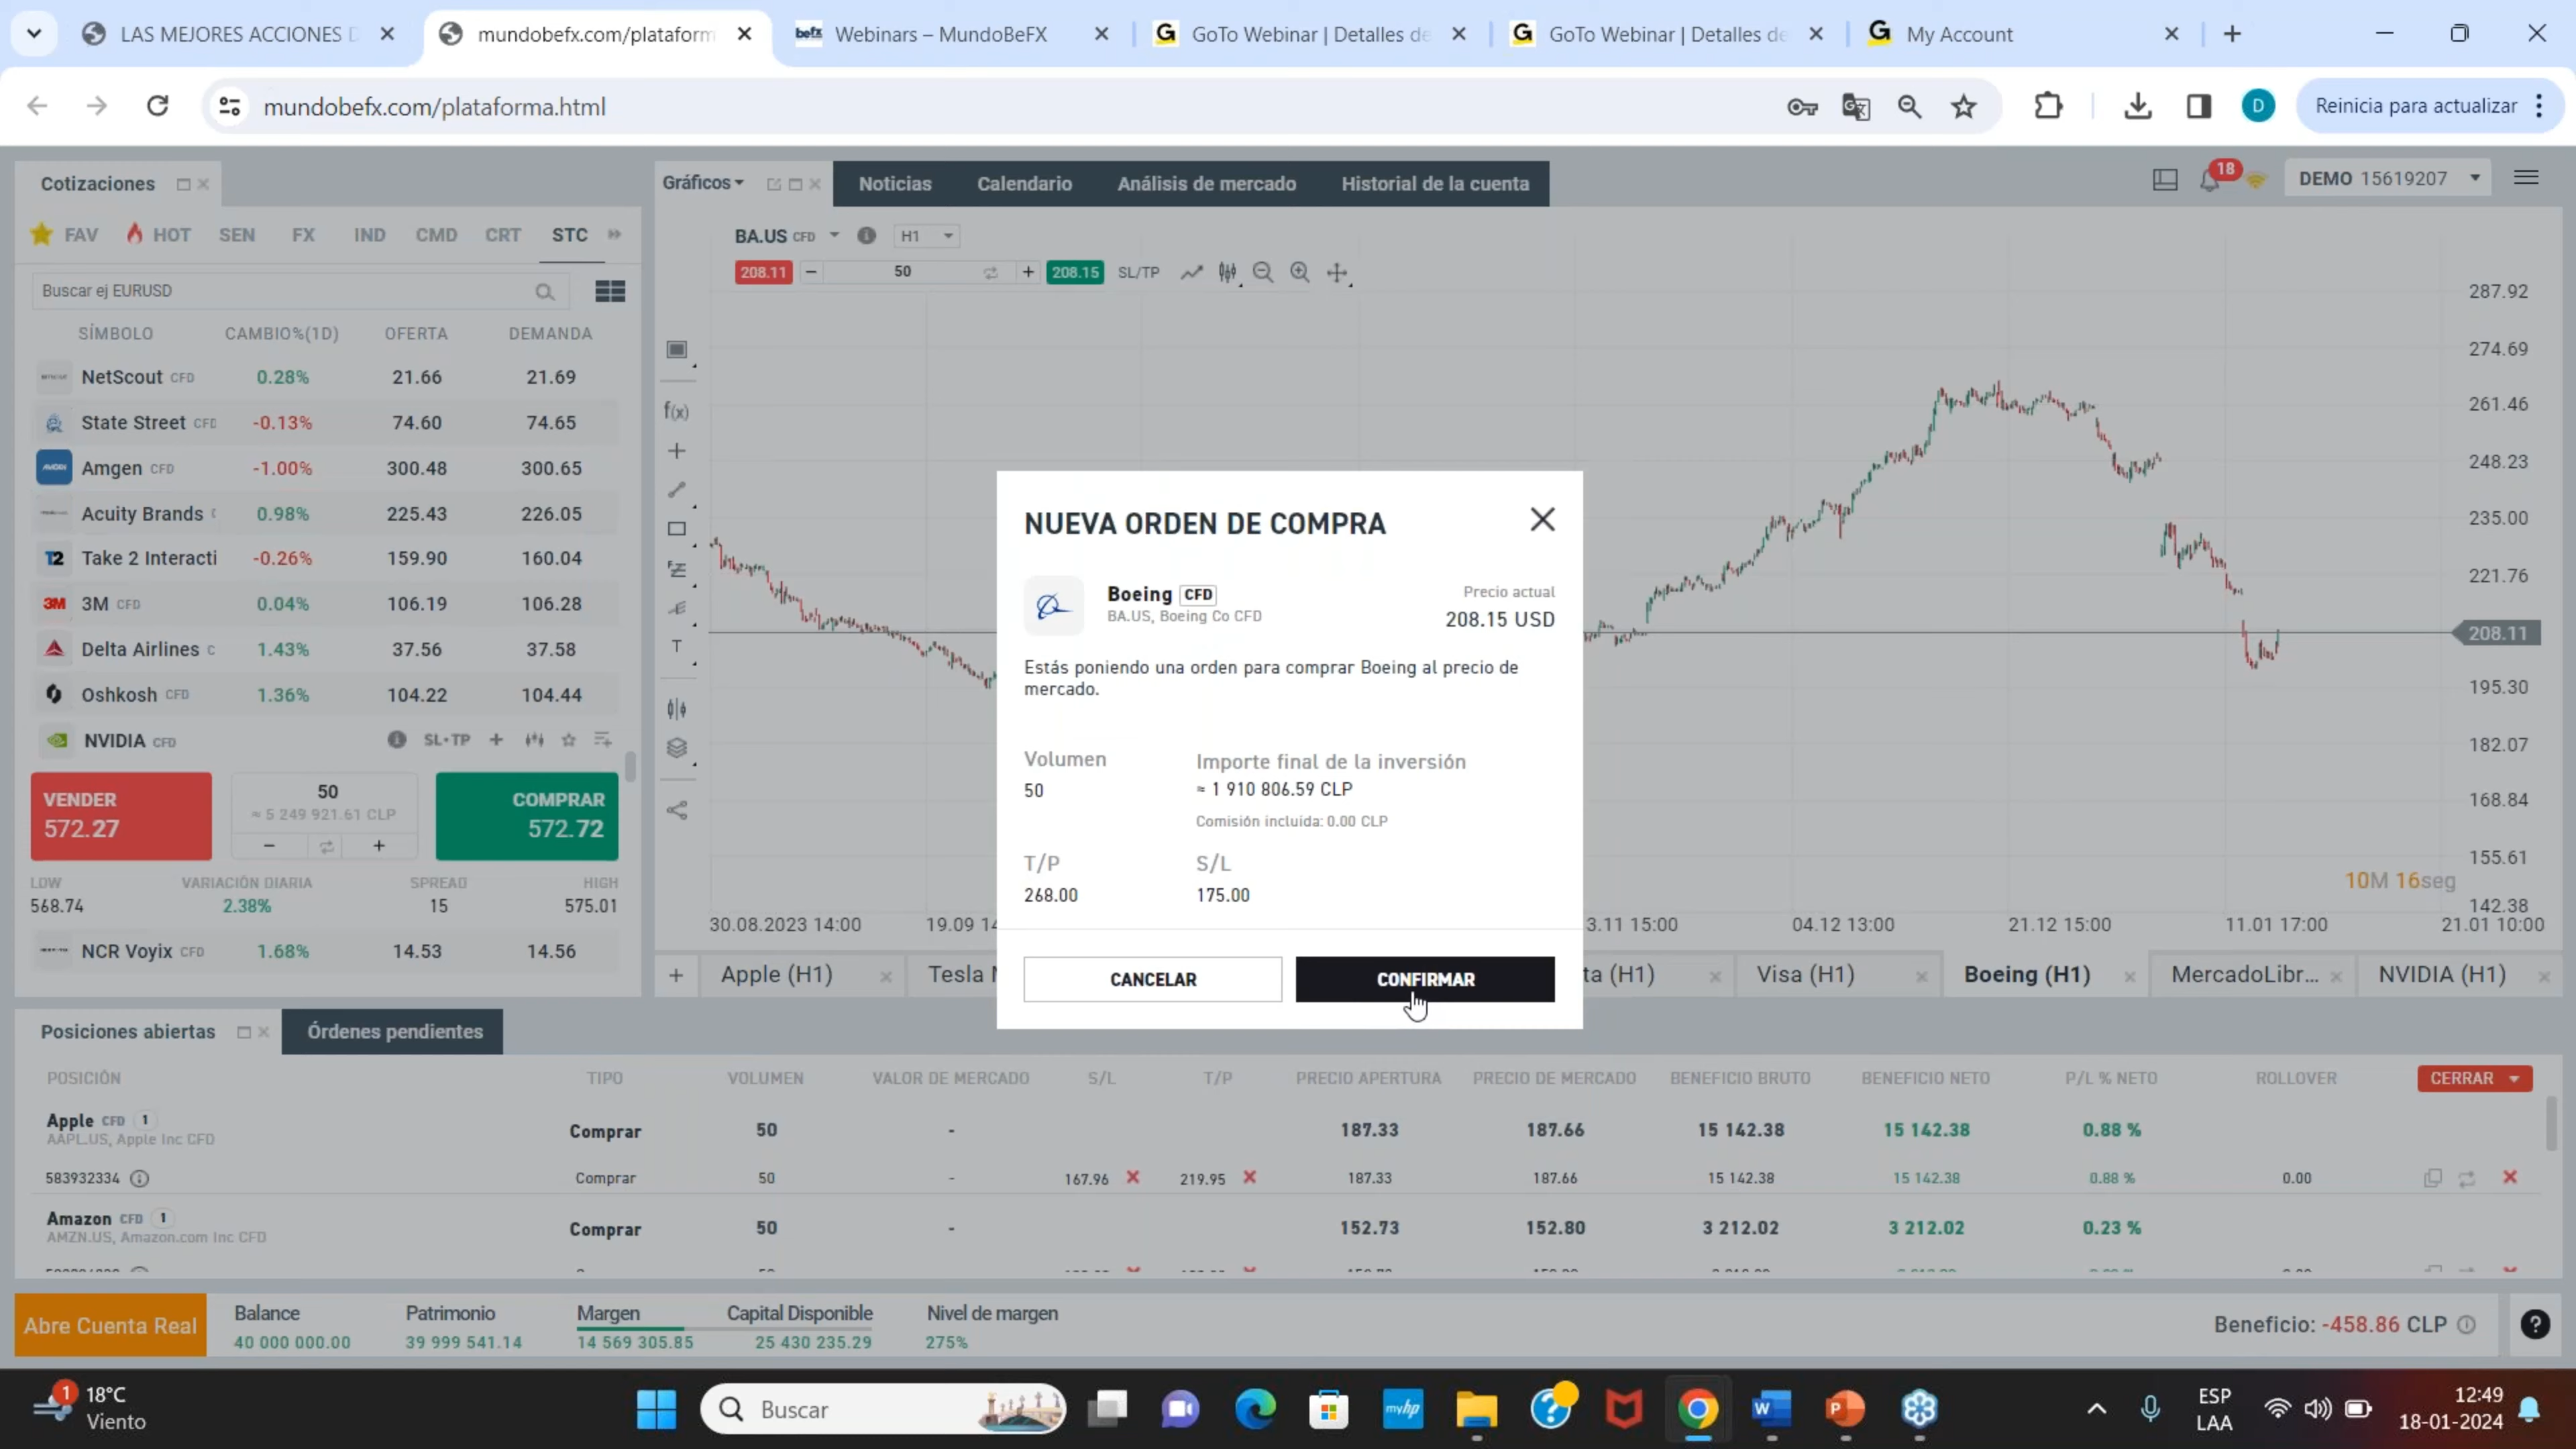 LAS MEJORES ACCIONES D
mundobefx.com/plataform
befx Webinars – MundoBeFX
GoTo Webinar | Detalles de
GoTo Webinar | Detalles de
My Account
mundobefx.com/plataforma.html
D
Reinicia para actualizar
Cotizaciones
Gráficos
Noticias
Calendario
Análisis de mercado
Historial de la cuenta
18
DEMO 15619207
FAV HOT SEN FX IND CMD CRT STC
BA.US CFD H1
208.11 − 50 + 208.15 SL/TP
Buscar ej EURUSD
SÍMBOLO CAMBIO%(1D) OFERTA DEMANDA
NetScout CFD 0.28% 21.66 21.69
State Street CFD -0.13% 74.60 74.65
Amgen CFD -1.00% 300.48 300.65
Acuity Brands 0.98% 225.43 226.05
Take 2 Interacti -0.26% 159.90 160.04
3M 3M CFD 0.04% 106.19 106.28
Delta Airlines C 1.43% 37.56 37.58
Oshkosh CFD 1.36% 104.22 104.44
NVIDIA CFD SL•TP
VENDER 572.27
50
≈ 5 249 921.61 CLP
− +
COMPRAR 572.72
LOW VARIACIÓN DIARIA SPREAD HIGH
568.74 2.38% 15 575.01
NCR Voyix CFD 1.68% 14.53 14.56
f(x)
T
287.92
274.69
261.46
248.23
235.00
221.76
208.11
195.30
182.07
168.84
155.61
142.38
10M 16seg
30.08.2023 14:00 19.09 14 3.11 15:00 04.12 13:00 21.12 15:00 11.01 17:00 21.01 10:00
NUEVA ORDEN DE COMPRA
Boeing CFD
BA.US, Boeing Co CFD
Precio actual
208.15 USD
Estás poniendo una orden para comprar Boeing al precio de
mercado.
Volumen
50
Importe final de la inversión
≈ 1 910 806.59 CLP
Comisión incluida: 0.00 CLP
T/P
268.00
S/L
175.00
CANCELAR
CONFIRMAR
+ Apple (H1) Tesla ta (H1) Visa (H1) Boeing (H1) MercadoLibr... NVIDIA (H1)
Posiciones abiertas
Órdenes pendientes
POSICIÓN TIPO VOLUMEN VALOR DE MERCADO S/L T/P PRECIO APERTURA PRECIO DE MERCADO BENEFICIO BRUTO BENEFICIO NETO P/L % NETO ROLLOVER CERRAR
Apple CFD 1 Comprar 50 - 187.33 187.66 15 142.38 15 142.38 0.88 %
AAPL.US, Apple Inc CFD
583932334 Comprar 50 - 167.96 219.95 187.33 187.66 15 142.38 15 142.38 0.88 % 0.00
Amazon CFD 1 Comprar 50 - 152.73 152.80 3 212.02 3 212.02 0.23 %
AMZN.US, Amazon.com Inc CFD
Abre Cuenta Real
Balance Patrimonio Margen Capital Disponible Nivel de margen
40 000 000.00 39 999 541.14 14 569 305.85 25 430 235.29 275%
Beneficio: -458.86 CLP
?
1
18°C
Viento
Buscar
myhp
ESP
LAA
12:49
18-01-2024